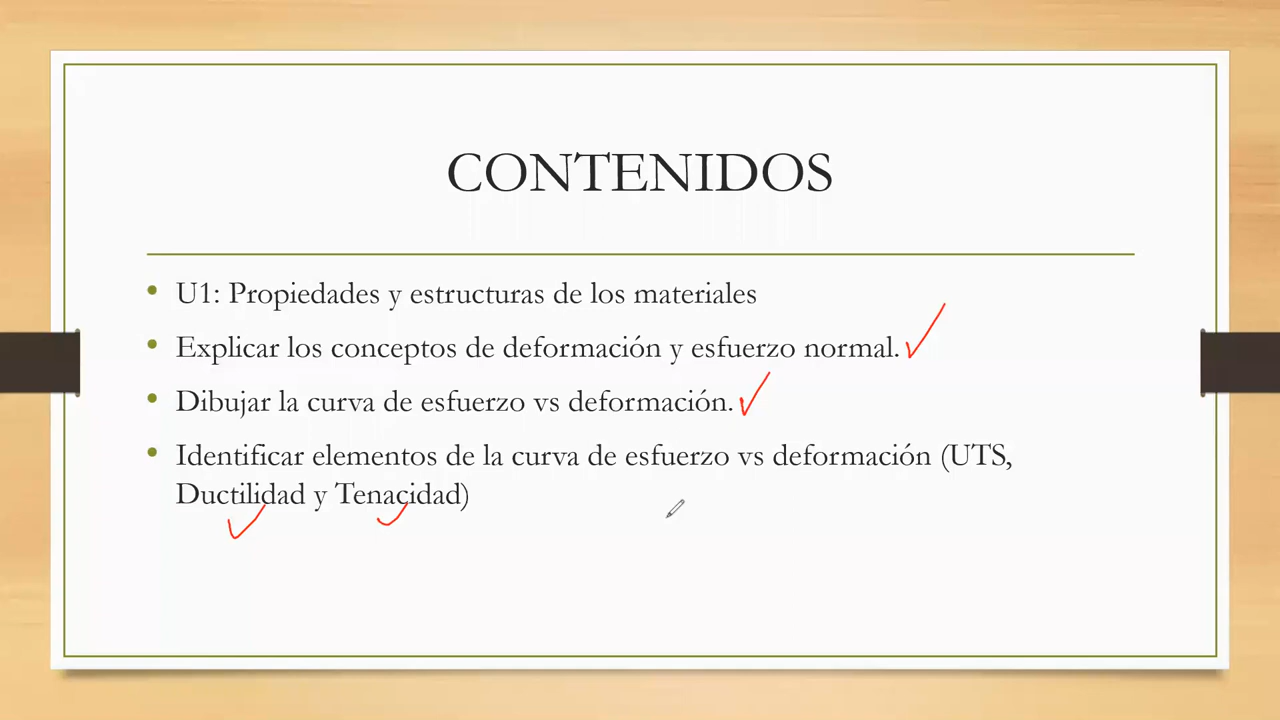 CONTENIDOS
• U1: Propiedades y estructuras de los materiales
• Explicar los conceptos de deformación y esfuerzo normal.
• Dibujar la curva de esfuerzo vs deformación.
• Identificar elementos de la curva de esfuerzo vs deformación (UTS,
Ductilidad y Tenacidad)